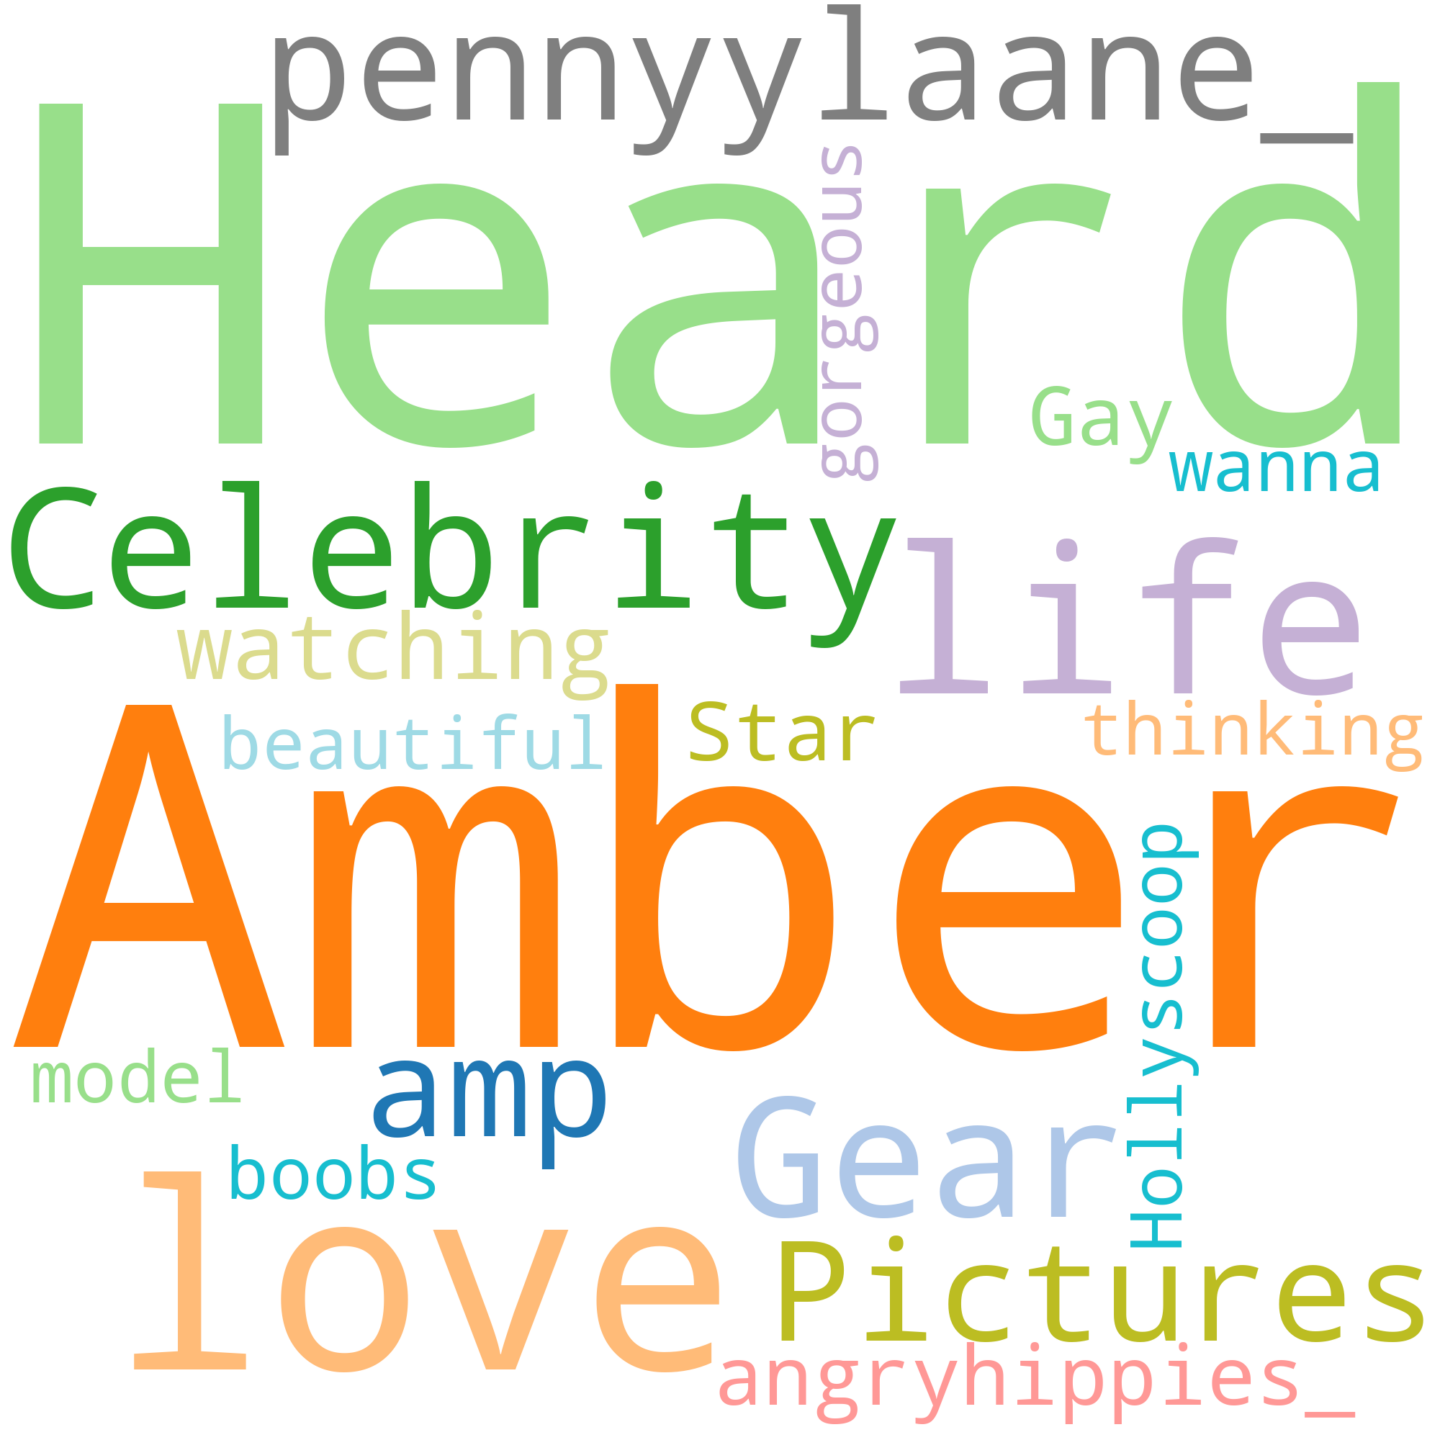 pennyylaane_
Heard
gorgeous
Gay
wanna
Celebrity
life
watching
beautiful
Star
thinking
Amber
Hollyscoop
model
amp
Gear
boobs
love
Pictures
angryhippies_